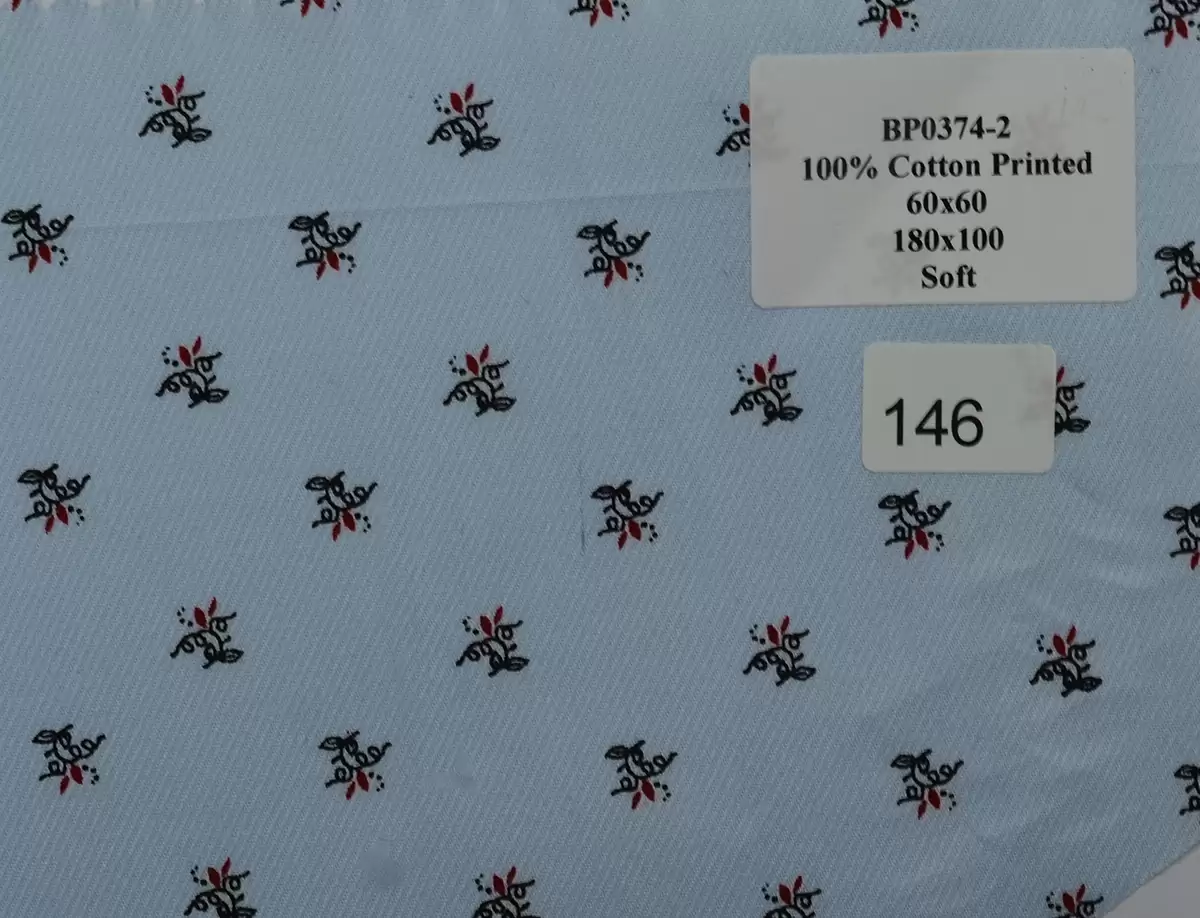 BP0374-2
100% Cotton Printed
60x60
180x100
Soft
146